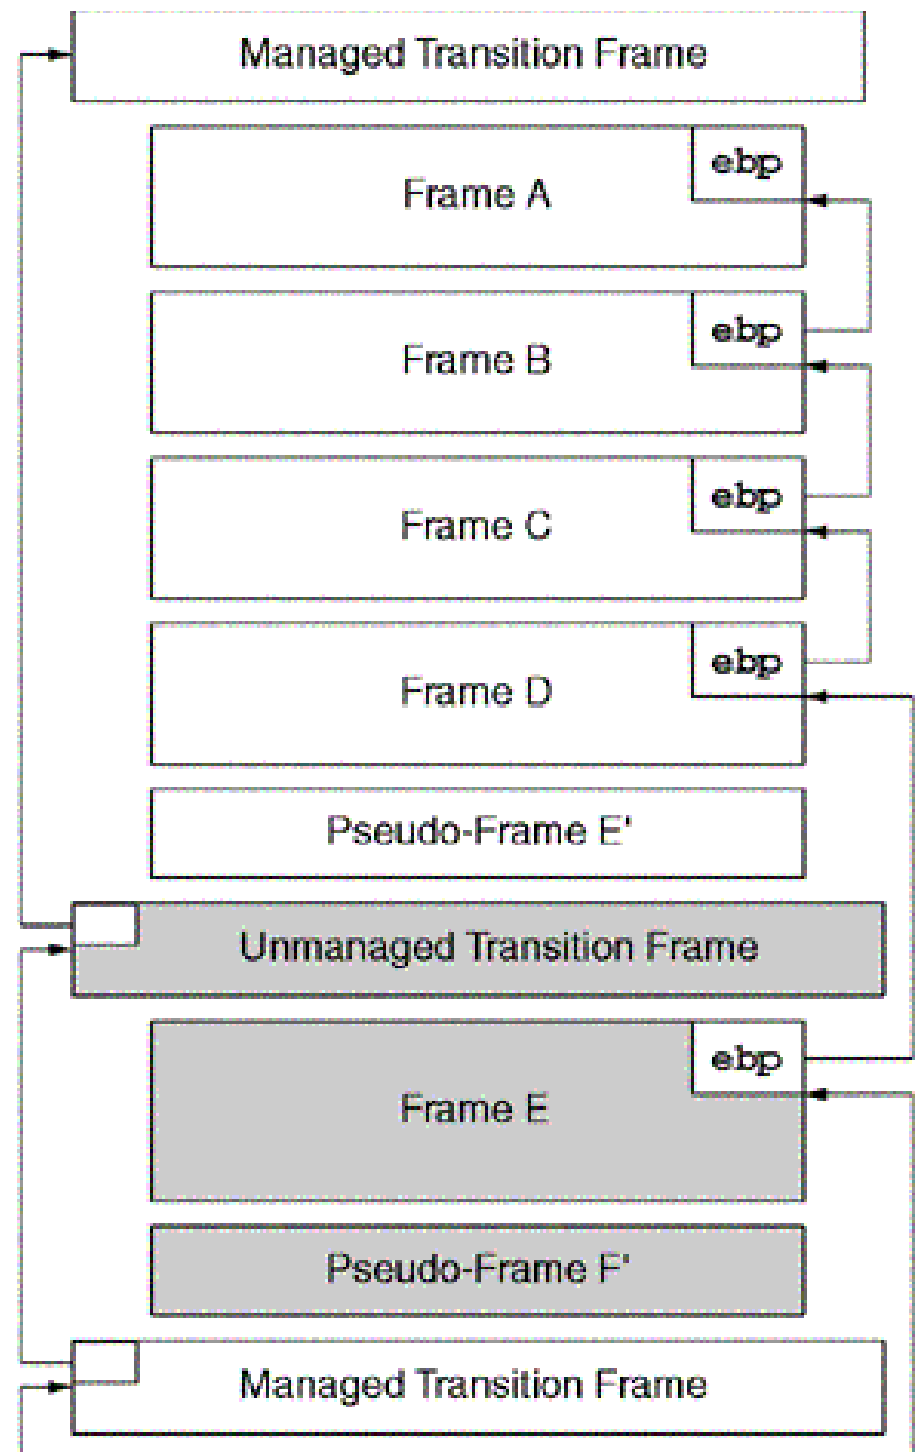 Managed Transition Frame
ebp
Frame A
ebp
Frame B
ebp
Frame C
ebp
Frame D
Pseudo-Frame E'
Unmanaged Transition Frame
ebp
Frame E
Pseudo-Frame F'
Managed Transition Frame